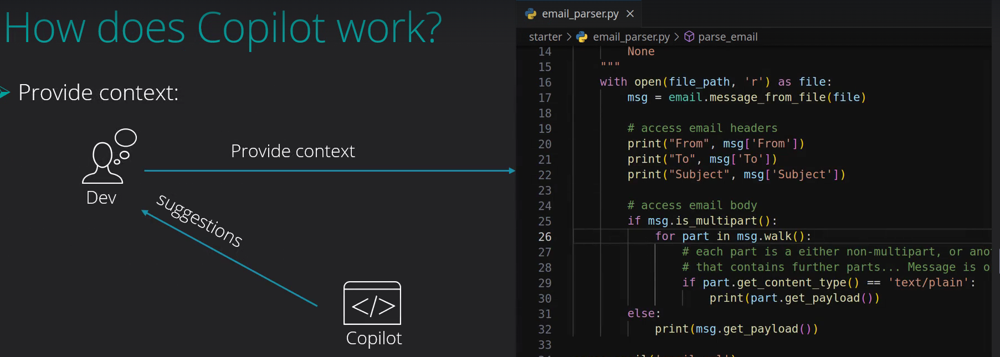 How does Copilot work?
Provide context:
Provide context
Dev
suggestions
</>
Copilot
email_parser.py
starter > email_parser.py > parse_email
14 None
15 """
16 with open(file_path, 'r') as file:
17 msg = email.message_from_file(file)
18
19 # access email headers
20 print("From", msg['From'])
21 print("To", msg['To'])
22 print("Subject", msg['Subject'])
23
24 # access email body
25 if msg.is_multipart():
26 for part in msg.walk():
27 # each part is a either non-multipart, or
28 # that contains further parts... Message is
29 if part.get_content_type() == 'text/plain':
30 print(part.get_payload())
31 else:
32 print(msg.get_payload())
33